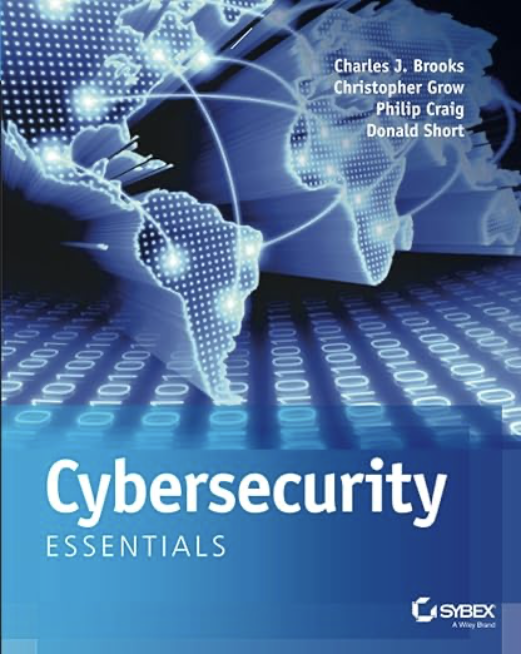 Charles J. Brooks
Christopher Grow
Philip Craig
Donald Short
Cybersecurity
ESSENTIALS
SYBEX
A Wiley Brand